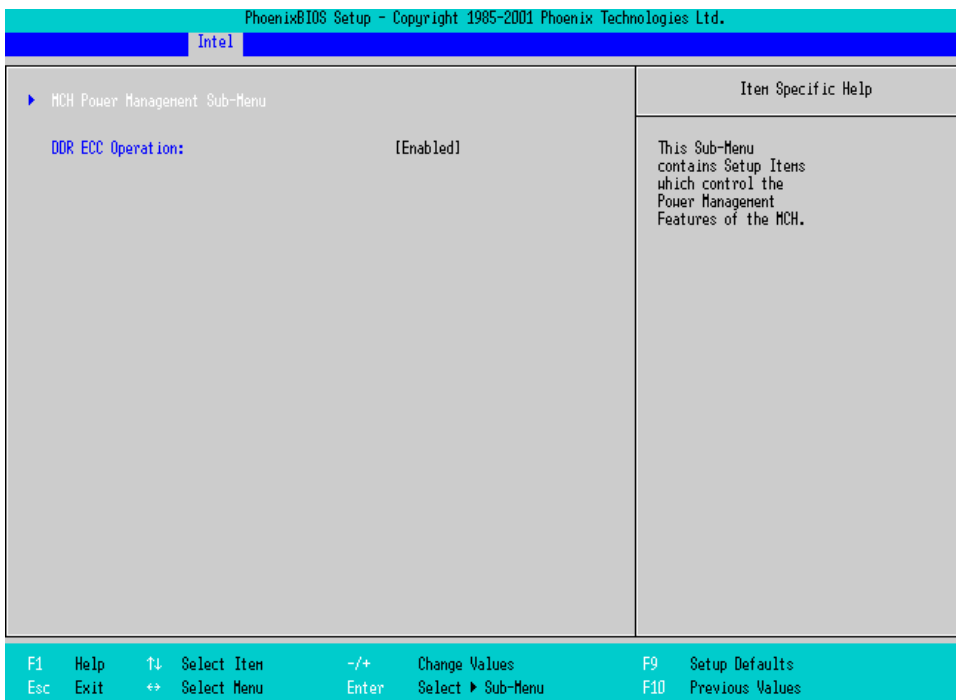 PhoenixBIOS Setup - Copyright 1985-2001 Phoenix Technologies Ltd.
Intel
MCH Power Management Sub-Menu
DDR ECC Operation: [Enabled]
Item Specific Help
This Sub-Menu
contains Setup Items
which control the
Power Management
Features of the MCH.
F1 Help ↑↓ Select Item -/+ Change Values F9 Setup Defaults
Esc Exit ↔ Select Menu Enter Select ▶ Sub-Menu F10 Previous Values